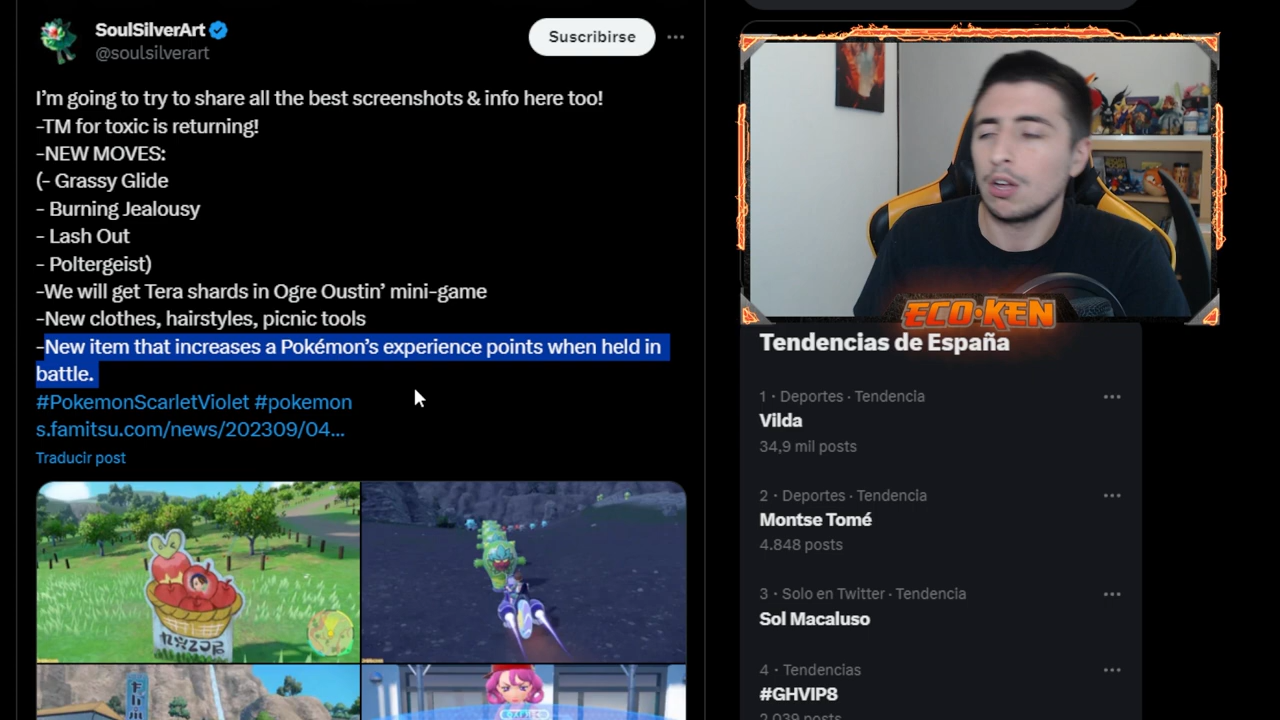 SoulSilverArt
@soulsilverart
Suscribirse
I'm going to try to share all the best screenshots & info here too!
-TM for toxic is returning!
-NEW MOVES:
(- Grassy Glide
- Burning Jealousy
- Lash Out
- Poltergeist)
-We will get Tera shards in Ogre Oustin' mini-game
-New clothes, hairstyles, picnic tools
-New item that increases a Pokémon's experience points when held in
battle.
#PokemonScarletViolet #pokemon
s.famitsu.com/news/202309/04...
Traducir post
ECO·KEN
Tendencias de España
1 · Deportes · Tendencia
Vilda
34,9 mil posts
2 · Deportes · Tendencia
Montse Tomé
4.848 posts
3 · Solo en Twitter · Tendencia
Sol Macaluso
4 · Tendencias
#GHVIP8
2.039 posts